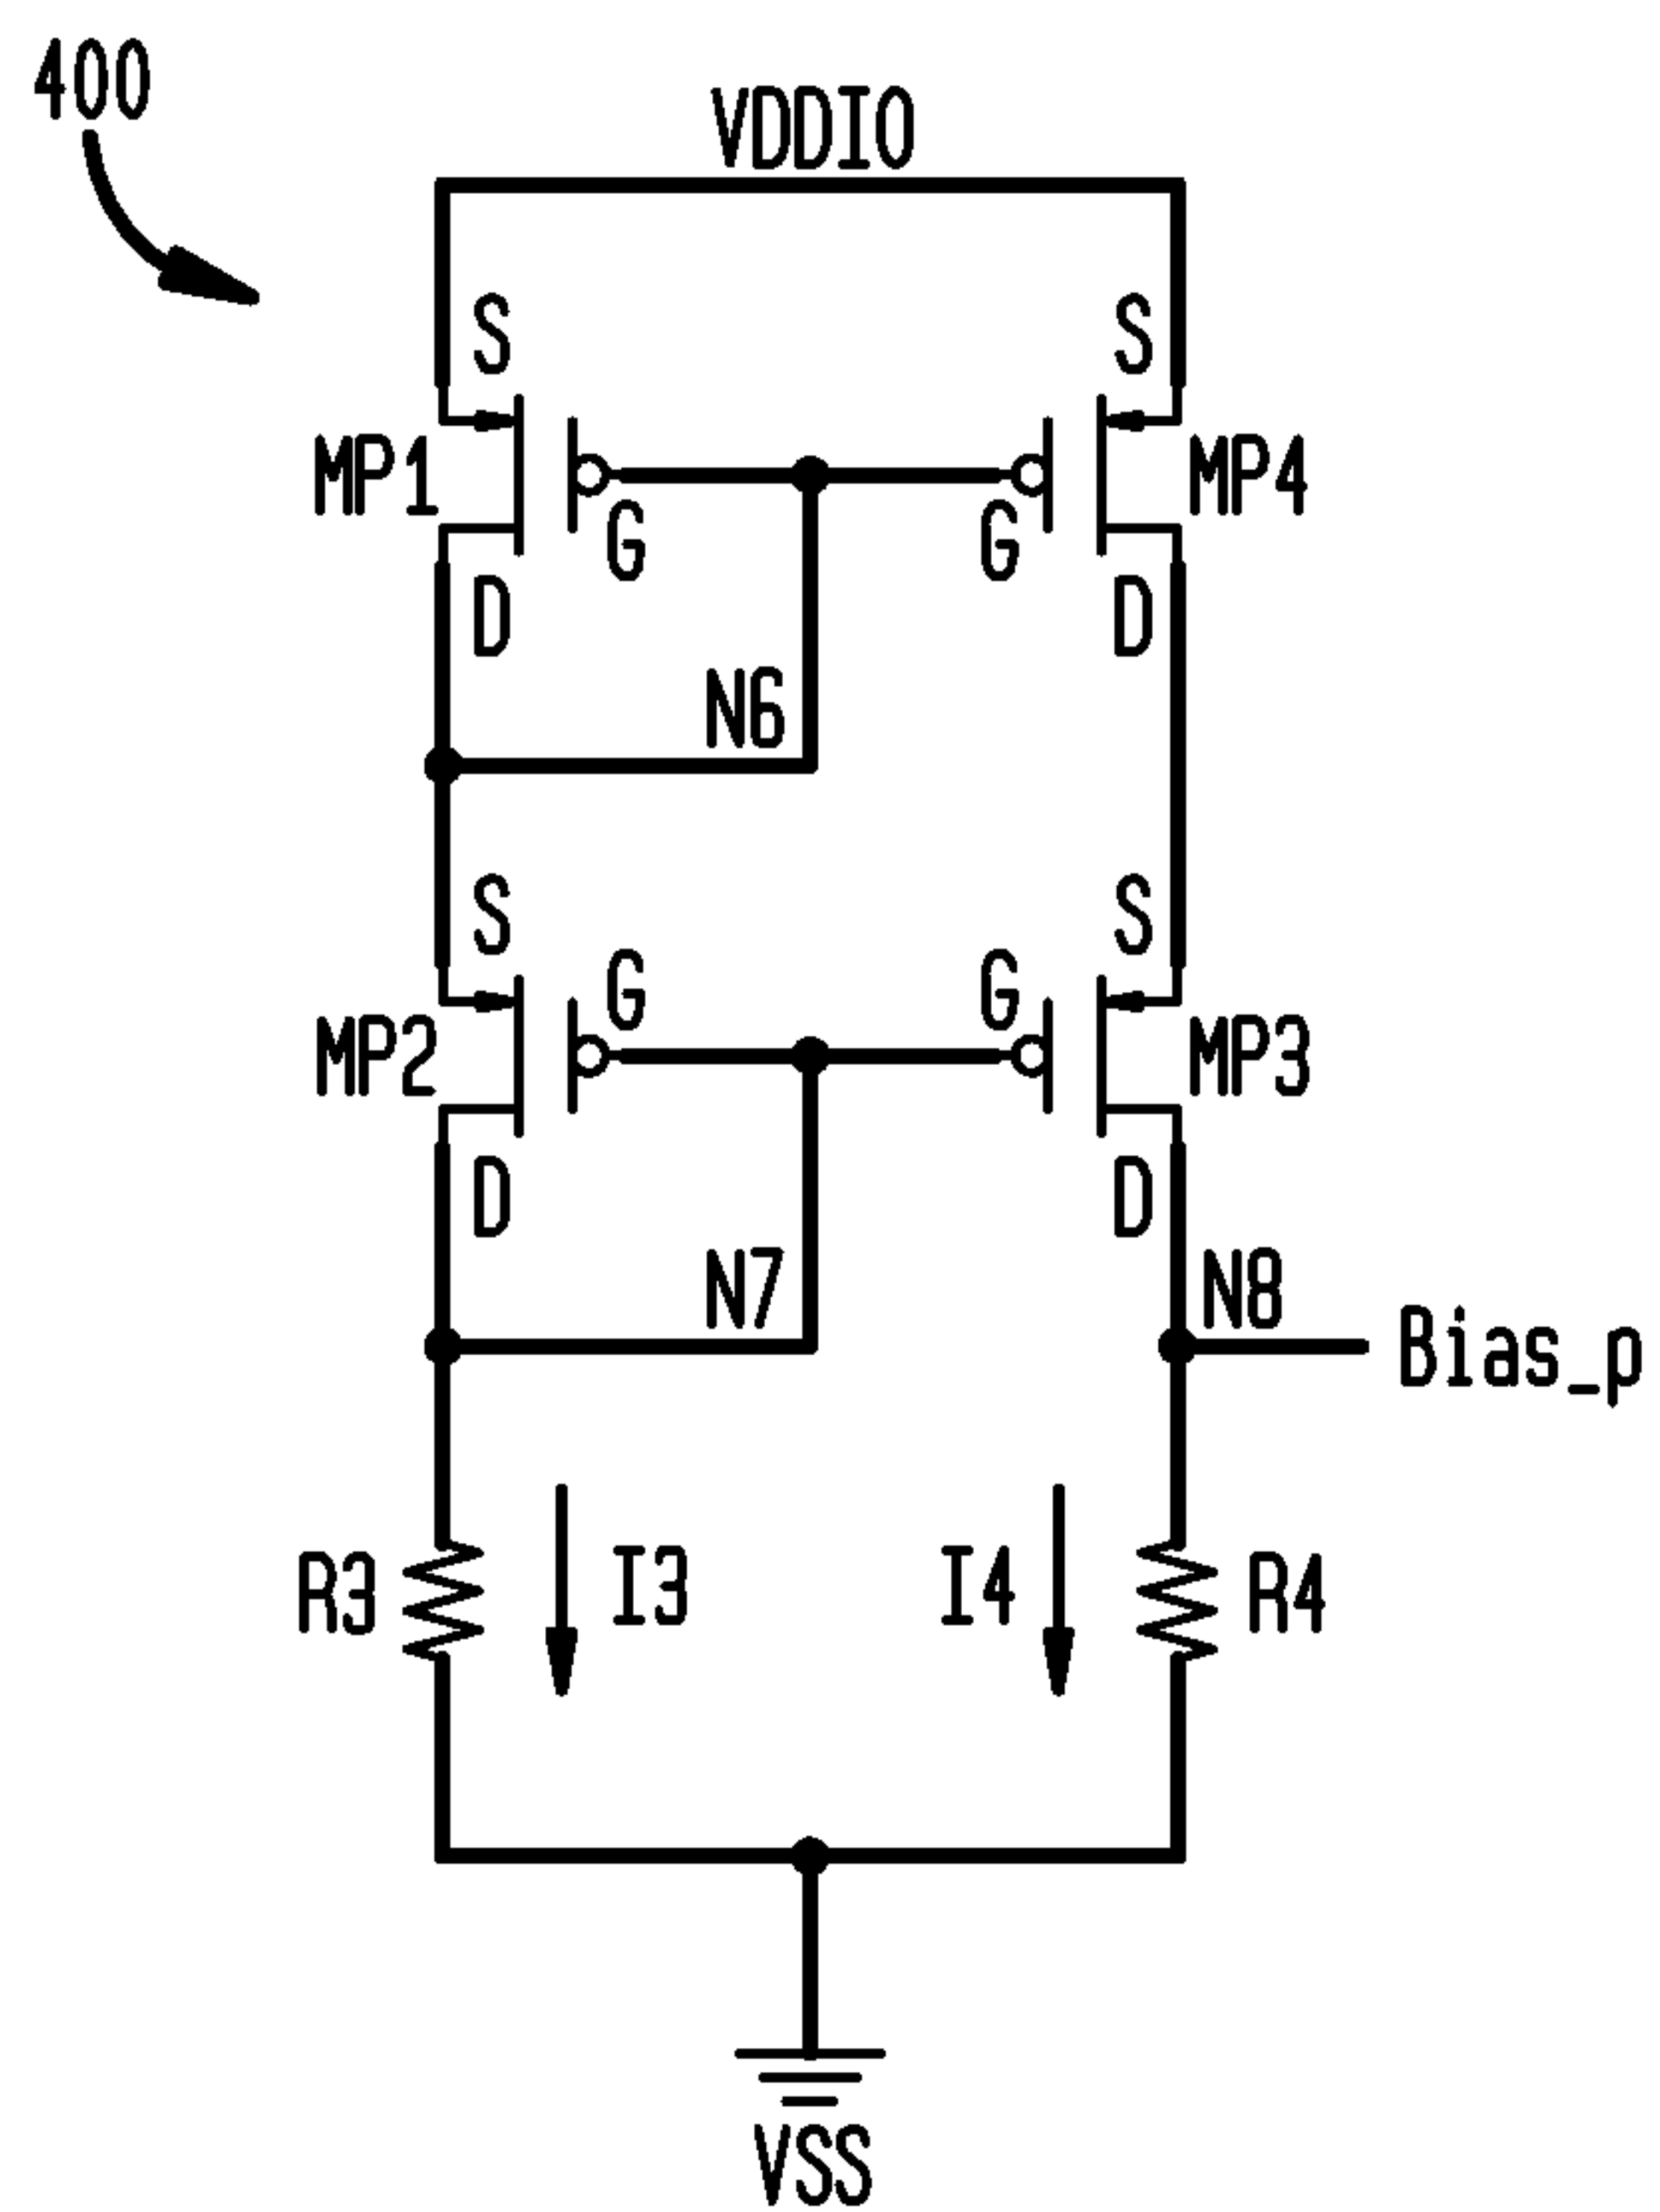 400
VDDIO
S S
MP1 MP4
G G
D D
N6
S S
G G
MP2 MP3
D D
N7 N8
Bias_p
R3 I3 I4 R4
VSS